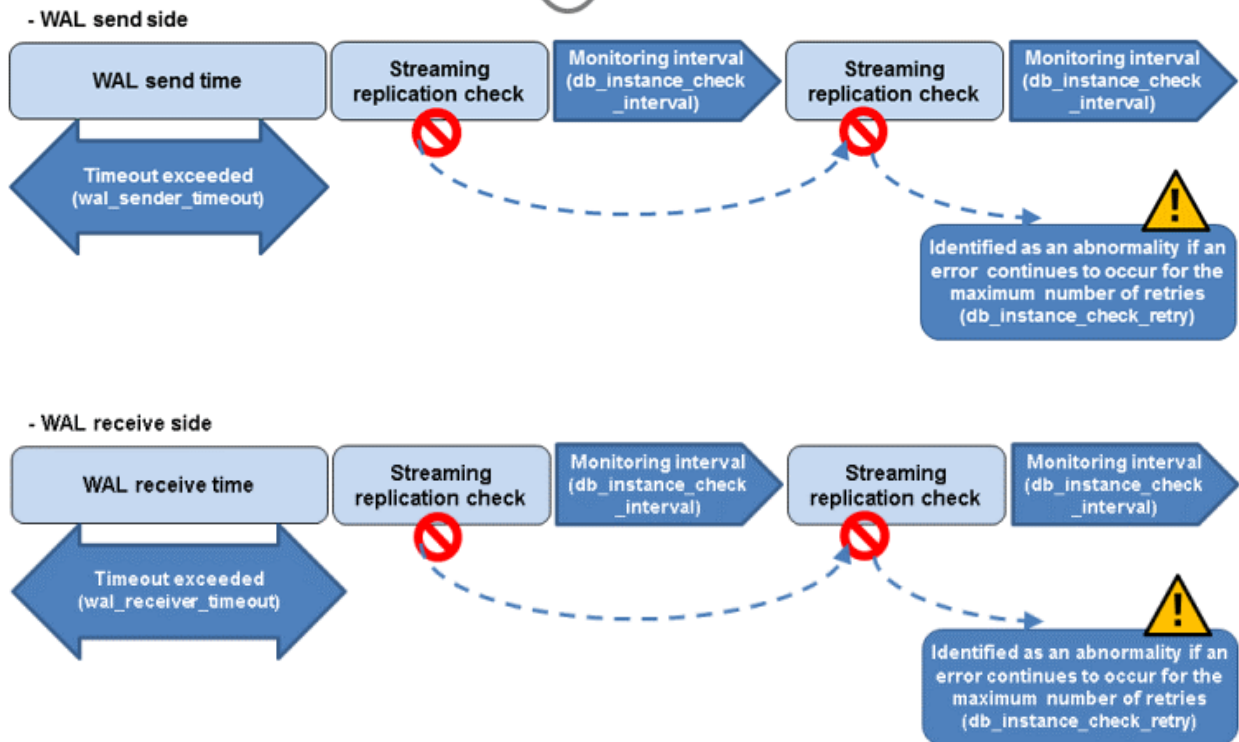 - WAL send side
WAL send time
Streaming
replication check
Monitoring interval
(db_instance_check
_interval)
Streaming
replication check
Monitoring interval
(db_instance_check
_interval)
Timeout exceeded
(wal_sender_timeout)
Identified as an abnormality if an
error continues to occur for the
maximum number of retries
(db_instance_check_retry)
- WAL receive side
WAL receive time
Streaming
replication check
Monitoring interval
(db_instance_check
_interval)
Streaming
replication check
Monitoring interval
(db_instance_check
_interval)
Timeout exceeded
(wal_receiver_timeout)
Identified as an abnormality if an
error continues to occur for the
maximum number of retries
(db_instance_check_retry)